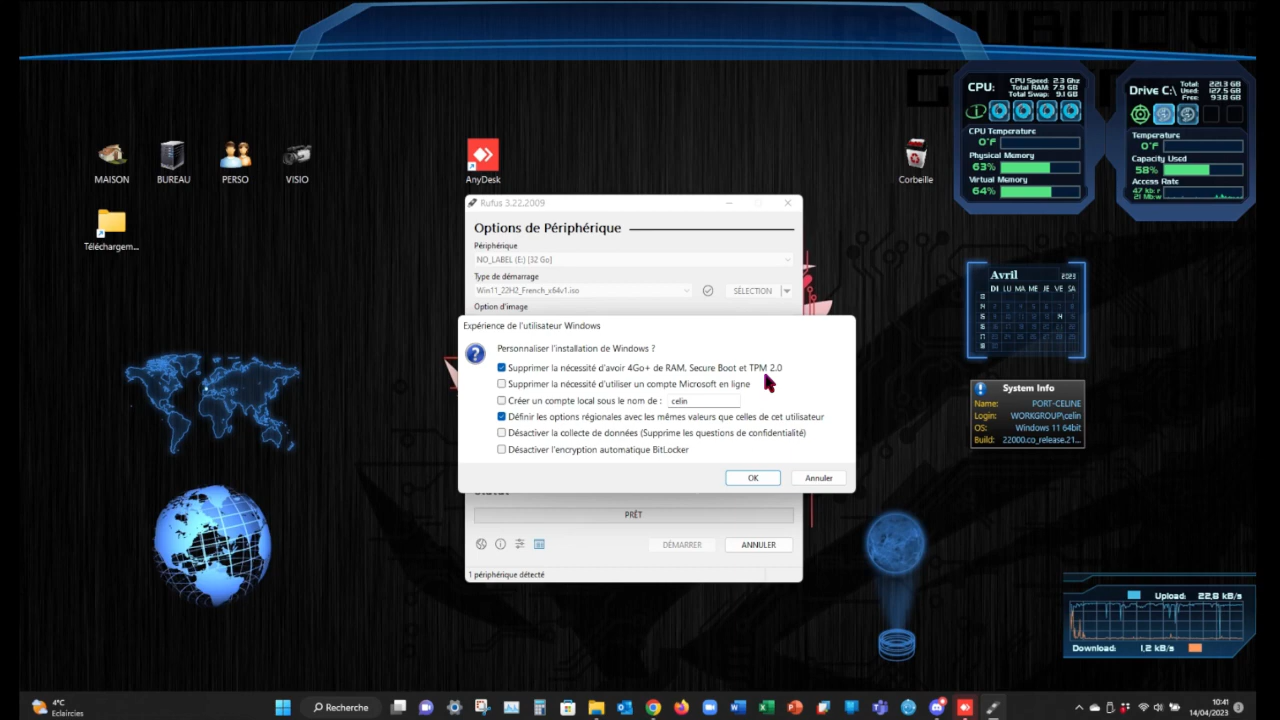 REPUBLIC OF
CPU:
CPU Speed: 2.3 Ghz
Total RAM: 7.9 GB
Total Swap: 9.1 GB
CPU Temperature
0°F
Physical Memory
63%
Virtual Memory
64%
Drive C:\
Total: 221.3 GB
Used: 127.5 GB
Free: 93.8 GB
Temperature
0°F
Capacity Used
58%
Access Rate
47 kb:r
21 Mb:w
MAISON
BUREAU
PERSO
VISIO
AnyDesk
Corbeille
Téléchargem...
Rufus 3.22.2009
Options de Périphérique
Périphérique
NO_LABEL (E:) [32 Go]
Type de démarrage
Win11_22H2_French_x64v1.iso
SÉLECTION
Option d'image
Expérience de l'utilisateur Windows
Personnaliser l'installation de Windows ?
Supprimer la nécessité d'avoir 4Go+ de RAM, Secure Boot et TPM 2.0
Supprimer la nécessité d'utiliser un compte Microsoft en ligne
Créer un compte local sous le nom de : celin
Définir les options régionales avec les mêmes valeurs que celles de cet utilisateur
Désactiver la collecte de données (Supprime les questions de confidentialité)
Désactiver l'encryption automatique BitLocker
OK
Annuler
Statut
PRÊT
DÉMARRER
ANNULER
1 périphérique détecté
Avril
2023
DI LU MA ME JE VE SA
System Info
Name: PORT-CELINE
Login: WORKGROUP\celin
OS: Windows 11 64bit
Build: 22000.co_release.21...
Upload: 22,8 kB/s
Download: 1,2 kB/s
4°C
Eclaircies
Recherche
10:41
14/04/2023